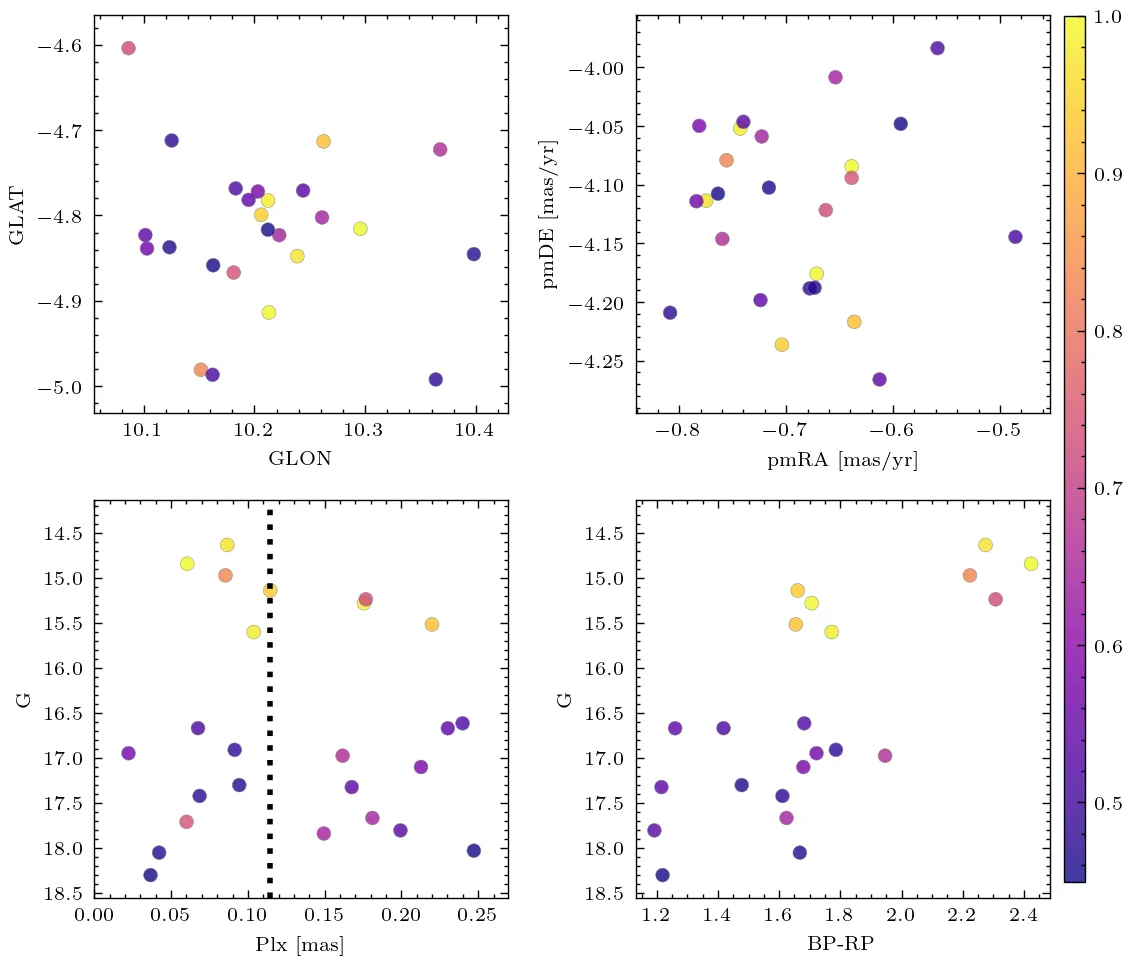 −4.6
−4.7
−4.8
−4.9
−5.0
GLAT
10.1 10.2 10.3 10.4
GLON
−4.00
−4.05
−4.10
−4.15
−4.20
−4.25
pmDE [mas/yr]
−0.8 −0.7 −0.6 −0.5
pmRA [mas/yr]
14.5
15.0
15.5
16.0
16.5
17.0
17.5
18.0
18.5
G
0.00 0.05 0.10 0.15 0.20 0.25
Plx [mas]
14.5
15.0
15.5
16.0
16.5
17.0
17.5
18.0
18.5
G
1.2 1.4 1.6 1.8 2.0 2.2 2.4
BP-RP
1.0
0.9
0.8
0.7
0.6
0.5